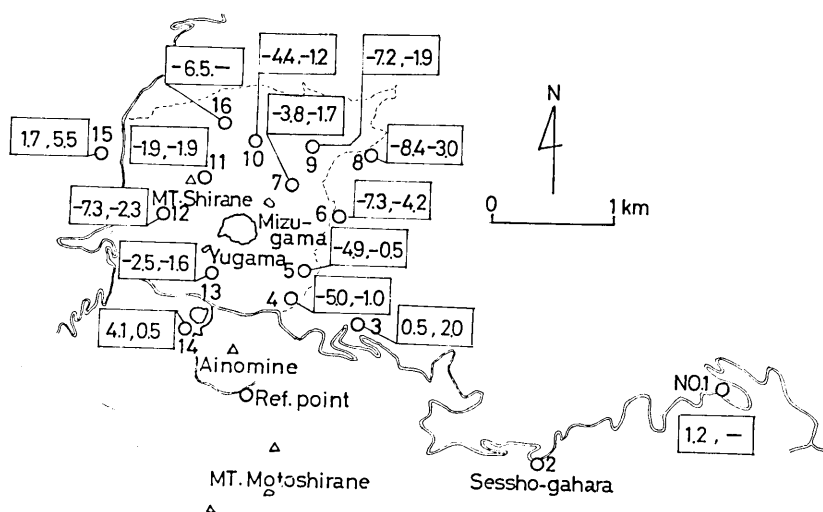 -4.4,-1.2
-7.2,-1.9
-6.5.—
N
16
-3.8,-1.7
1.7, 5.5
15
-1.9,-1.9
10
9
8
-8.4-3.0
11
7
MT.Shirane
0
1 km
-7.3,-2.3
12
6
-7.3,-4.2
Mizu-
gama
Yugama
-4.9,-0.5
-2.5,-1.6
5
13
4
-5.0,-1.0
4.1, 0.5
14
3
0.5, 2.0
Ainomine
Ref. point
NO.1
1.2 , —
2
MT. Motoshirane
Sessho-gahara